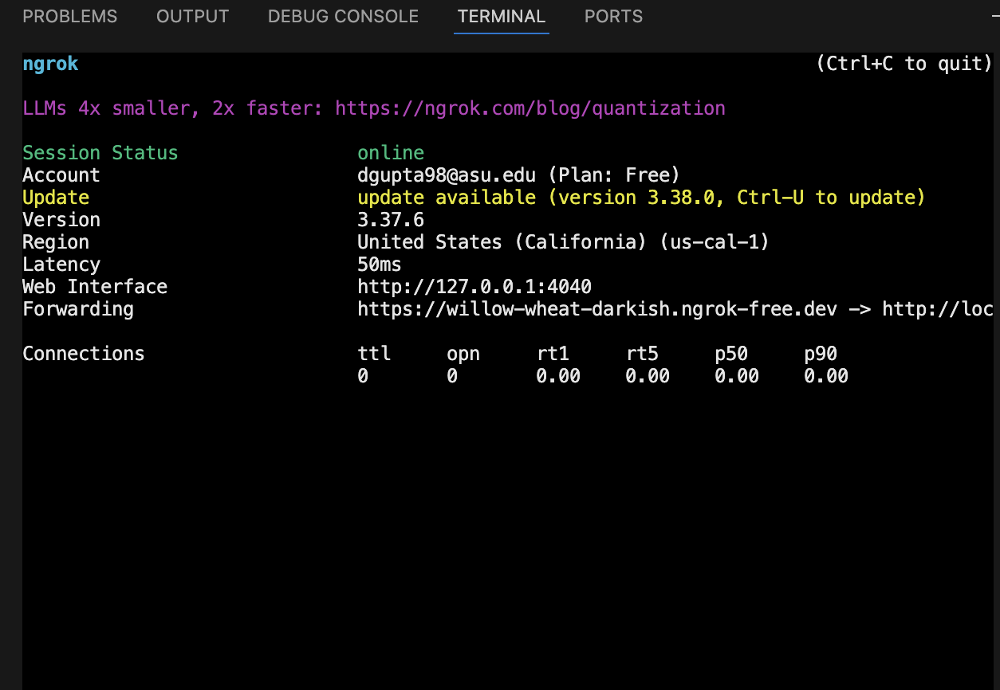 PROBLEMS OUTPUT DEBUG CONSOLE TERMINAL PORTS
ngrok (Ctrl+C to quit)
LLMs 4x smaller, 2x faster: https://ngrok.com/blog/quantization
Session Status online
Account dgupta98@asu.edu (Plan: Free)
Update update available (version 3.38.0, Ctrl-U to update)
Version 3.37.6
Region United States (California) (us-cal-1)
Latency 50ms
Web Interface http://127.0.0.1:4040
Forwarding https://willow-wheat-darkish.ngrok-free.dev -> http://loc
Connections ttl opn rt1 rt5 p50 p90
0 0 0.00 0.00 0.00 0.00